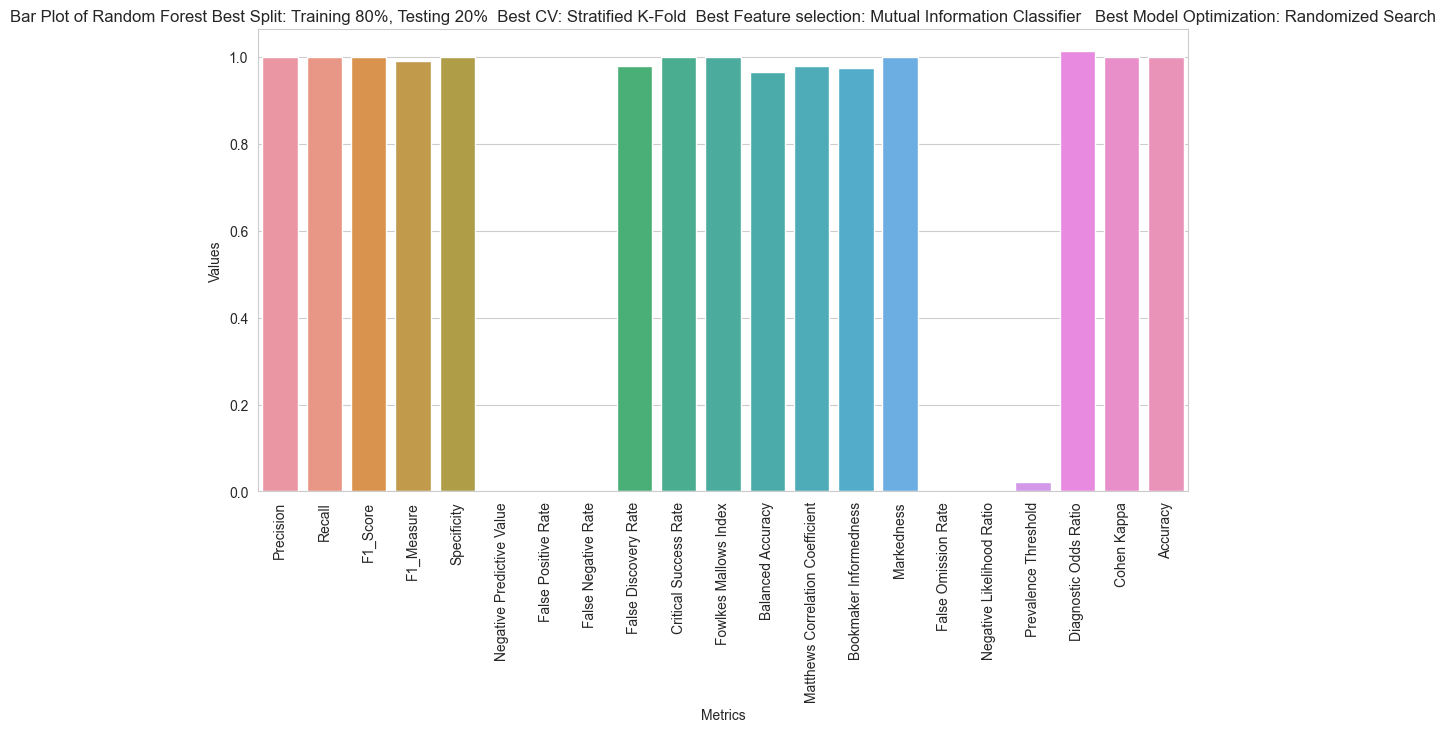 Bar Plot of Random Forest Best Split: Training 80%, Testing 20%  Best CV: Stratified K-Fold  Best Feature selection: Mutual Information Classifier   Best Model Optimization: Randomized Search
1.0
0.8
0.6
0.4
0.2
0.0
Values
Precision
Recall
F1_Score
F1_Measure
Specificity
Negative Predictive Value
False Positive Rate
False Negative Rate
False Discovery Rate
Critical Success Rate
Fowlkes Mallows Index
Balanced Accuracy
Matthews Correlation Coefficient
Bookmaker Informedness
Markedness
False Omission Rate
Negative Likelihood Ratio
Prevalence Threshold
Diagnostic Odds Ratio
Cohen Kappa
Accuracy
Metrics